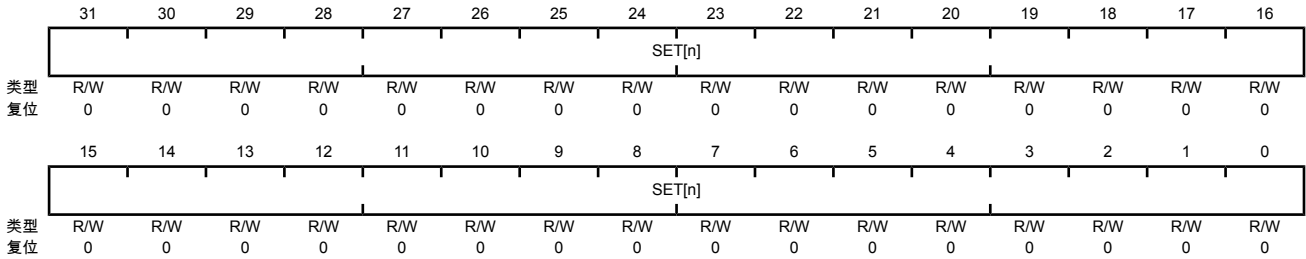 31 30 29 28 27 26 25 24 23 22 21 20 19 18 17 16
SET[n]
类型 R/W R/W R/W R/W R/W R/W R/W R/W R/W R/W R/W R/W R/W R/W R/W R/W
复位 0 0 0 0 0 0 0 0 0 0 0 0 0 0 0 0
15 14 13 12 11 10 9 8 7 6 5 4 3 2 1 0
SET[n]
类型 R/W R/W R/W R/W R/W R/W R/W R/W R/W R/W R/W R/W R/W R/W R/W R/W
复位 0 0 0 0 0 0 0 0 0 0 0 0 0 0 0 0